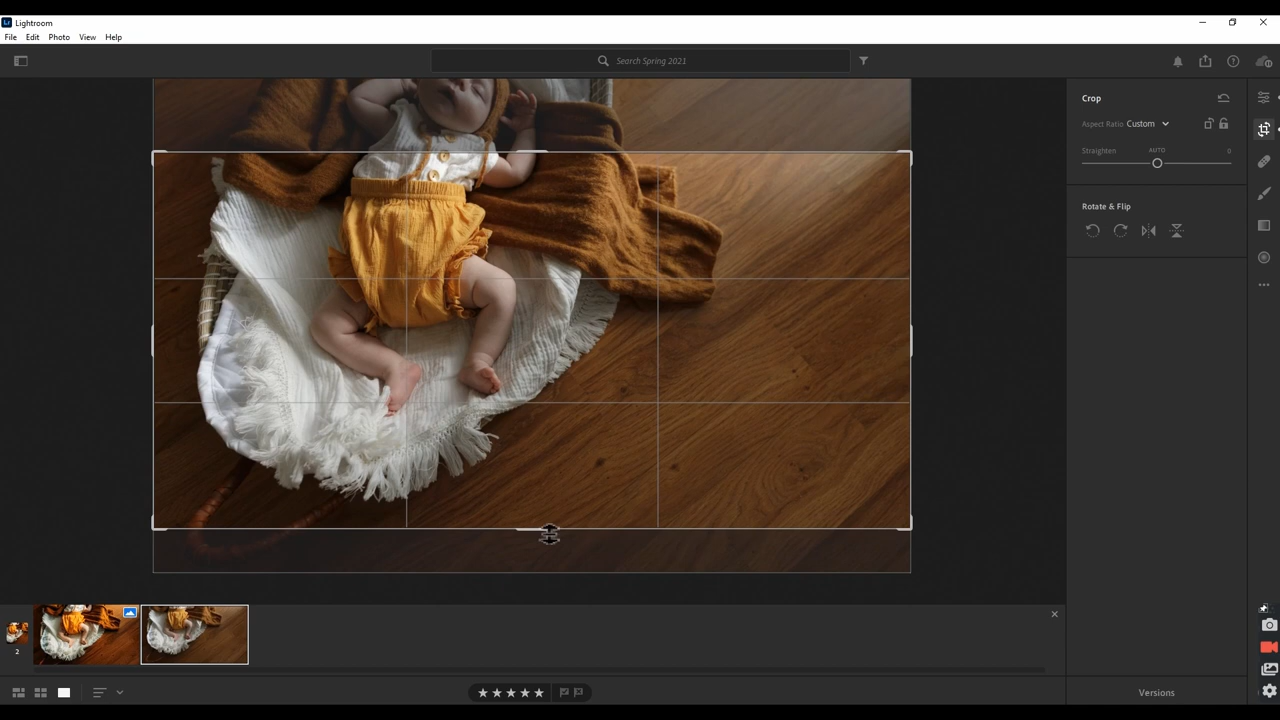 Lr Lightroom
File Edit Photo View Help
Search Spring 2021
Crop
Aspect Ratio Custom
Straighten AUTO 0
Rotate & Flip
2
Versions